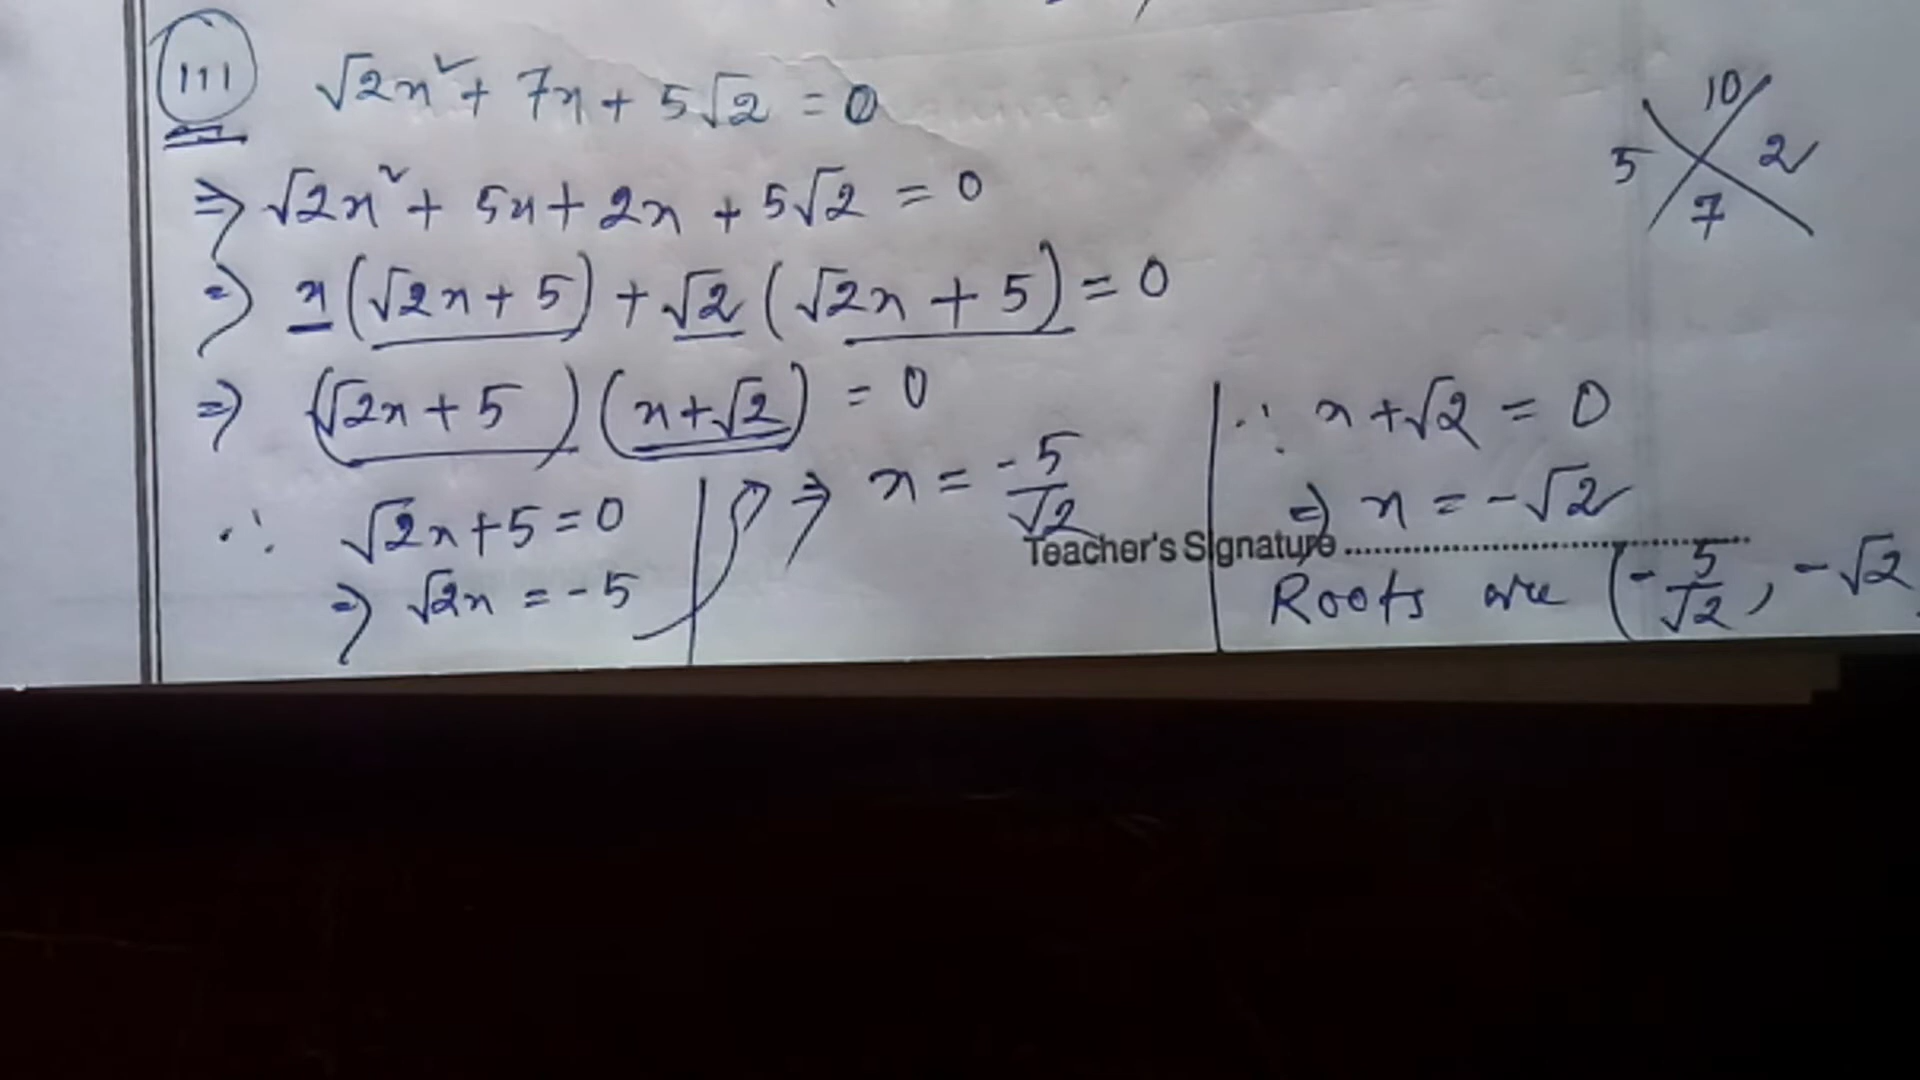 (iii) √2x² + 7x + 5√2 = 0
⇒ √2x² + 5x + 2x + 5√2 = 0
⇒ x(√2x + 5) + √2(√2x + 5) = 0
⇒ (√2x + 5)(x + √2) = 0
∴ √2x + 5 = 0
⇒ √2x = -5
⇒ x = -5/√2
∴ x + √2 = 0
⇒ x = -√2
Teacher's Signature
Roots are (-5/√2, -√2
10
5 2
7